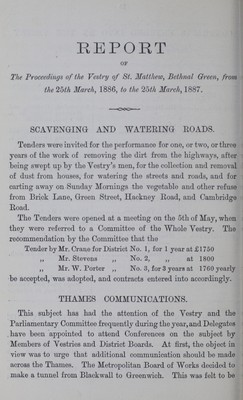 REPORT
OF
The Proceedings of the Vestry of St. Matthew, Bethnal Green, from
the 25th March, 1886, to the 25th March, 1887.
SCAVENGING AND WATERING ROADS.
Tenders were invited for the performance for one, or two, or three
years of the work of removing the dirt from the highways, after
being swept up by the Vestry's men, for the collection and removal
of dust from houses, for watering the streets and roads, and for
carting away on Sunday Mornings the vegetable and other refuse
from Brick Lane, Green Street, Hackney Road, and Cambridge
Road.
The Tenders were opened at a meeting on the 5th of May, when
they were referred to a Committee of the Whole Vestry. The
recommendation by the Committee that the
Tender by Mr. Crane for District No. 1, for 1 year at £1750
„ Mr. Stevens „ No. 2, „ at 1800
„ Mr. W. Porter „ No. 3, for 3 years at 1760 yearly
be accepted, was adopted, and contracts entered into accordingly.
THAMES COMMUNICATIONS.
This subject has had the attention of the Vestry and the
Parliamentary Committee frequently during the year, and Delegates
have been appointed to attend Conferences on the subject by
Members of Vestries and District Boards. At first, the object in
view was to urge that additional communication should be made
across the Thames. The Metropolitan Board of Works decided to
make a tunnel from Blackwall to Greenwich. This was felt to be